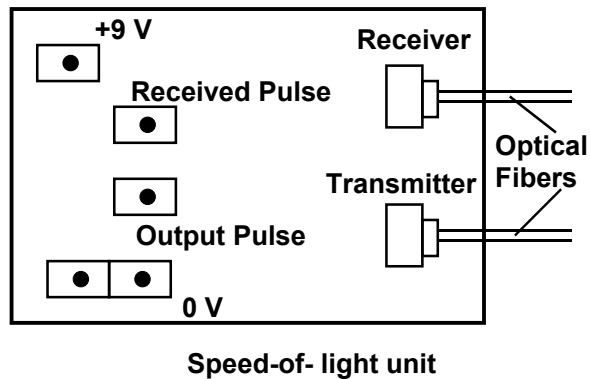 +9 V
Receiver
Received Pulse
Optical
Fibers
Transmitter
Output Pulse
0 V
Speed-of- light unit